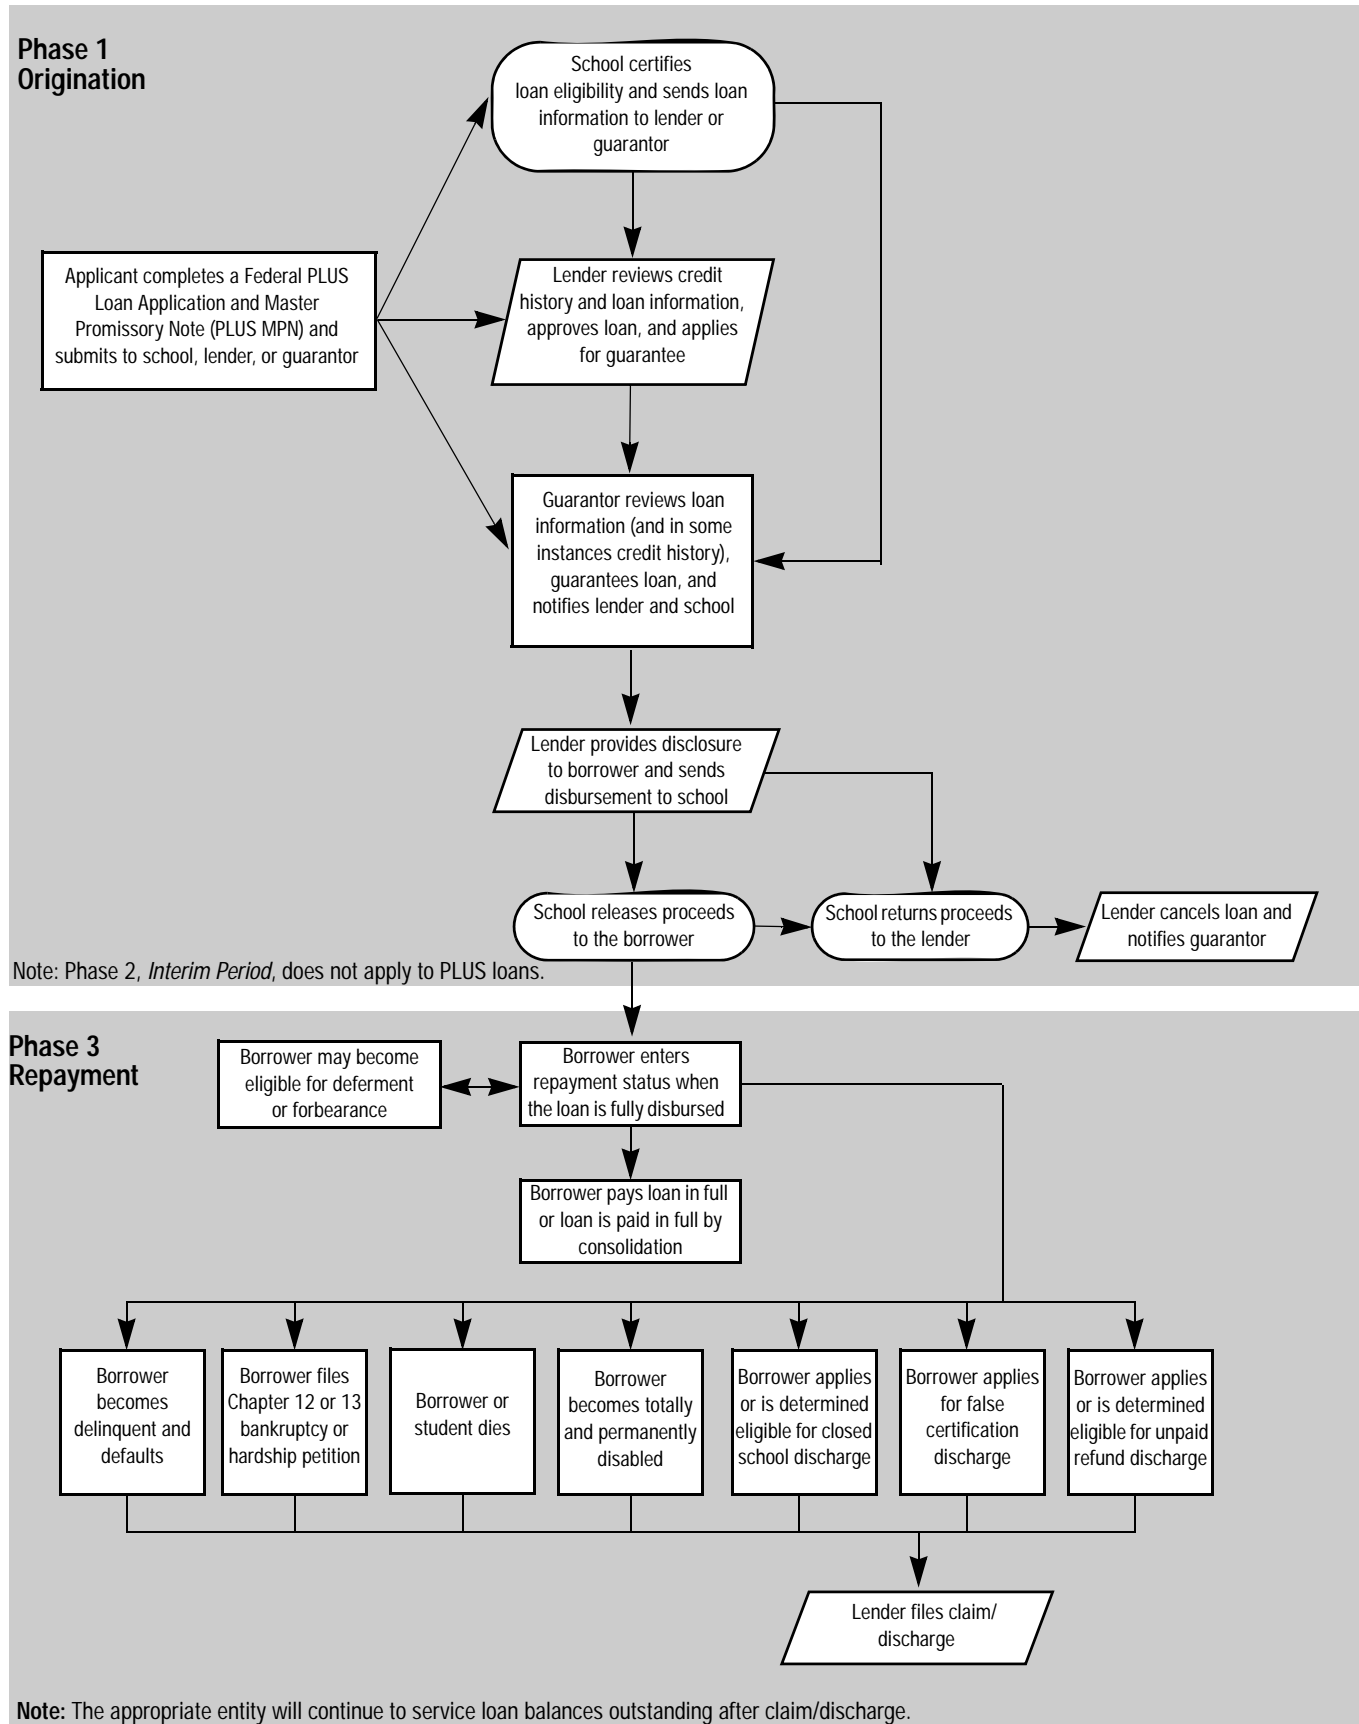 Phase 1
Origination
School certifies
loan eligibility and sends loan
information to lender or
guarantor
Applicant completes a Federal PLUS
Loan Application and Master
Promissory Note (PLUS MPN) and
submits to school, lender, or guarantor
Lender reviews credit
history and loan information,
approves loan, and applies
for guarantee
Guarantor reviews loan
information (and in some
instances credit history),
guarantees loan, and
notifies lender and school
Lender provides disclosure
to borrower and sends
disbursement to school
School releases proceeds
to the borrower
School returns proceeds
to the lender
Lender cancels loan and
notifies guarantor
Note: Phase 2, Interim Period, does not apply to PLUS loans.
Phase 3
Repayment
Borrower may become
eligible for deferment
or forbearance
Borrower enters
repayment status when
the loan is fully disbursed
Borrower pays loan in full
or loan is paid in full by
consolidation
Borrower
becomes
delinquent and
defaults
Borrower files
Chapter 12 or 13
bankruptcy or
hardship petition
Borrower or
student dies
Borrower
becomes totally
and permanently
disabled
Borrower applies
or is determined
eligible for closed
school discharge
Borrower applies
for false
certification
discharge
Borrower applies
or is determined
eligible for unpaid
refund discharge
Lender files claim/
discharge
Note: The appropriate entity will continue to service loan balances outstanding after claim/discharge.